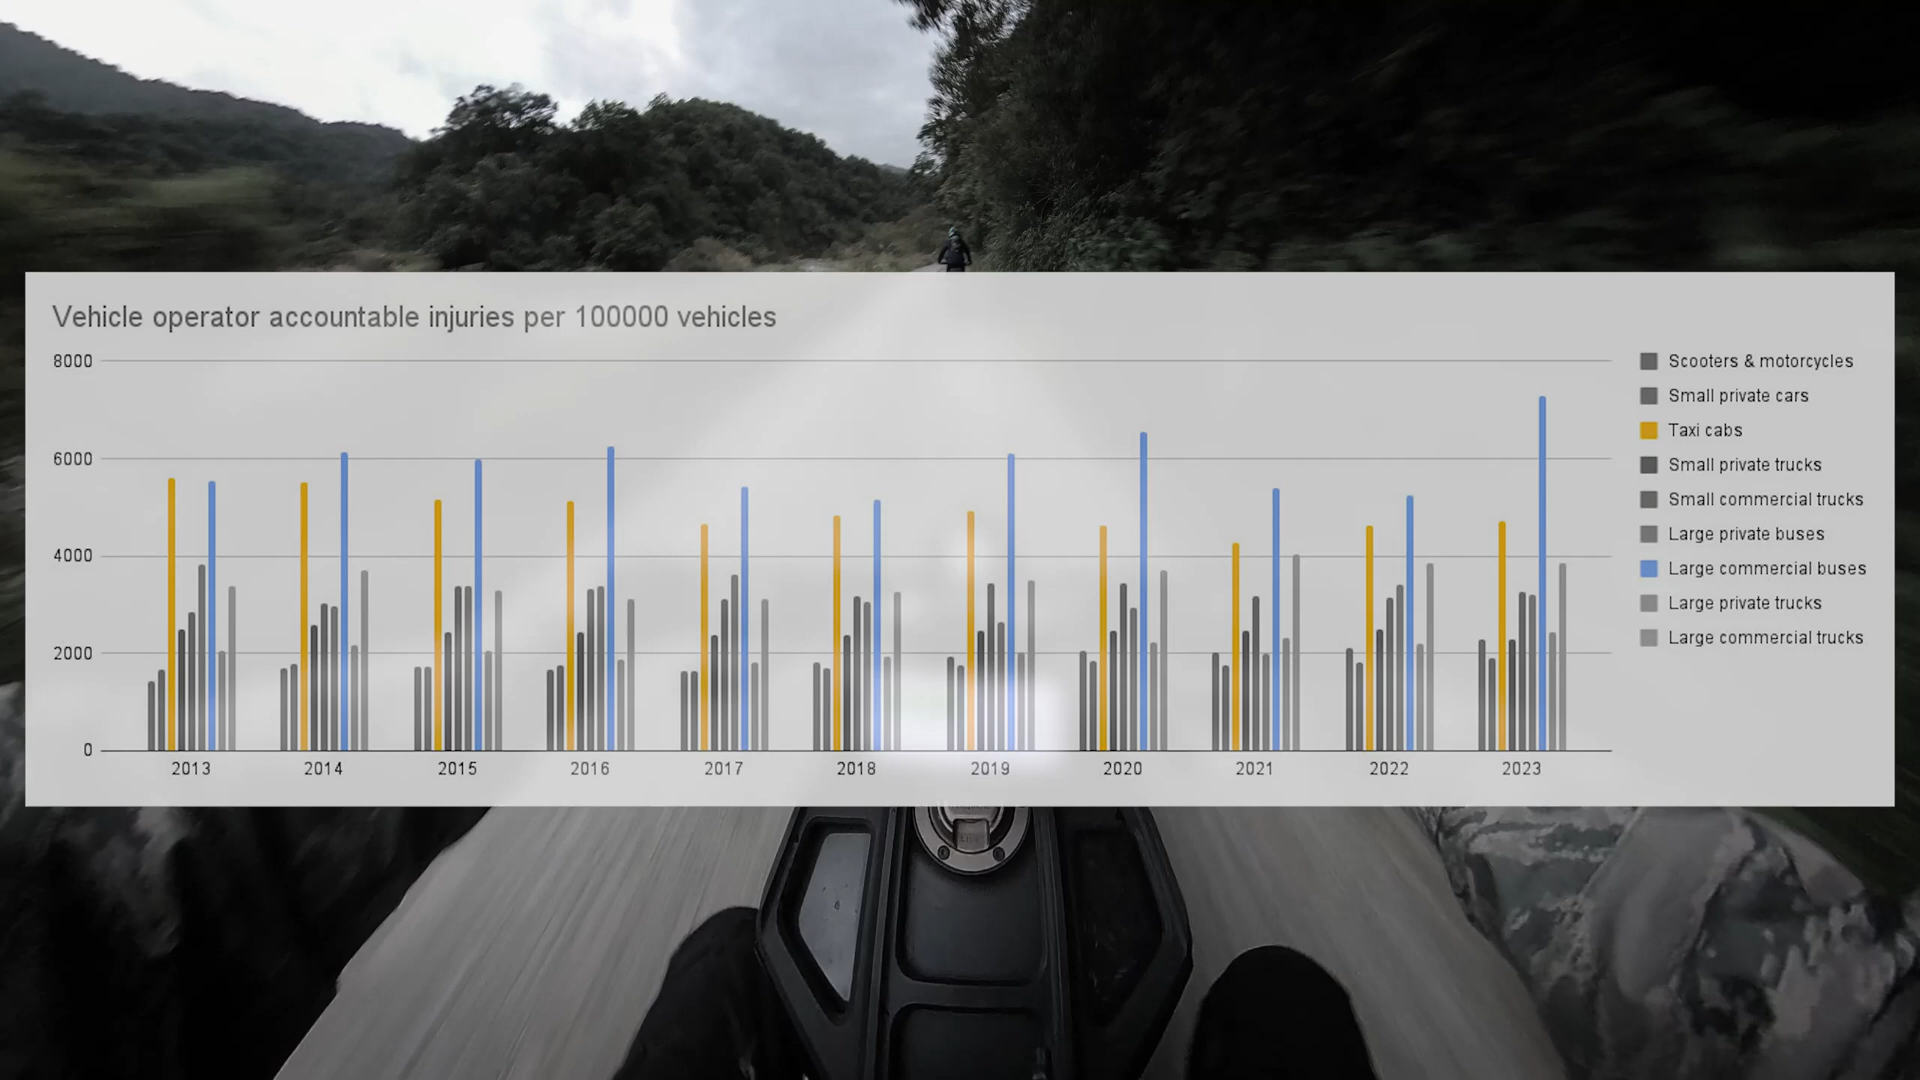 Vehicle operator accountable injuries per 100000 vehicles
8000
6000
4000
2000
0
2013 2014 2015 2016 2017 2018 2019 2020 2021 2022 2023
Scooters & motorcycles
Small private cars
Taxi cabs
Small private trucks
Small commercial trucks
Large private buses
Large commercial buses
Large private trucks
Large commercial trucks